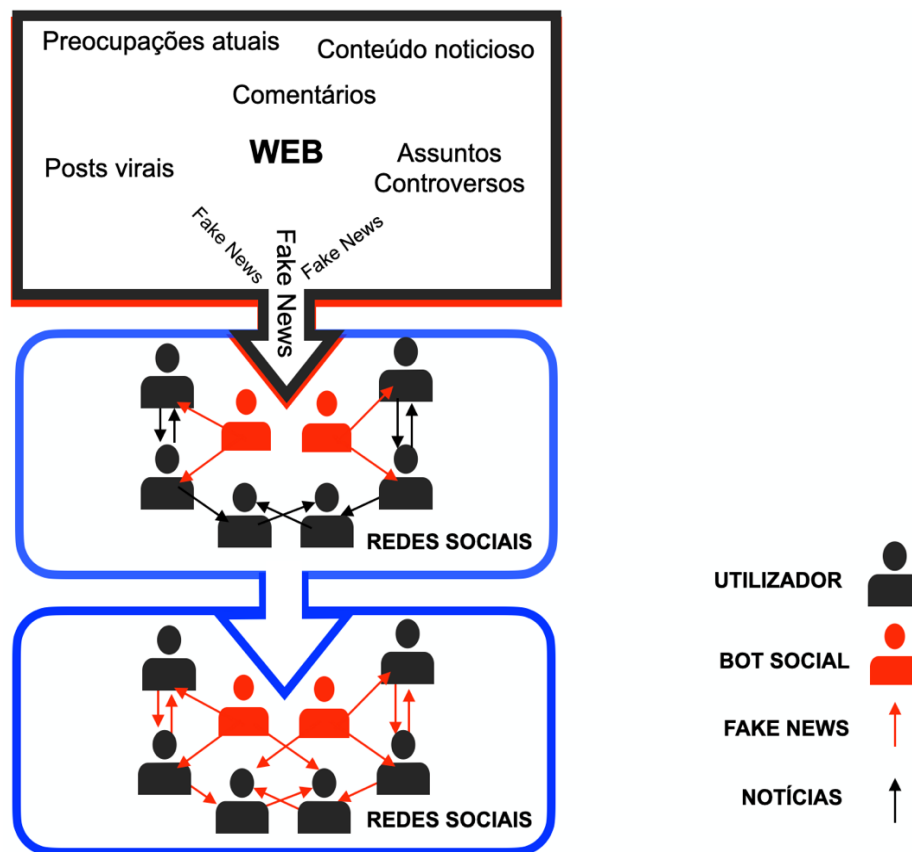 Preocupações atuais
Conteúdo noticioso
Comentários
WEB
Posts virais
Assuntos
Controversos
Fake News
Fake News
Fake News
REDES SOCIAIS
REDES SOCIAIS
UTILIZADOR
BOT SOCIAL
FAKE NEWS
NOTÍCIAS